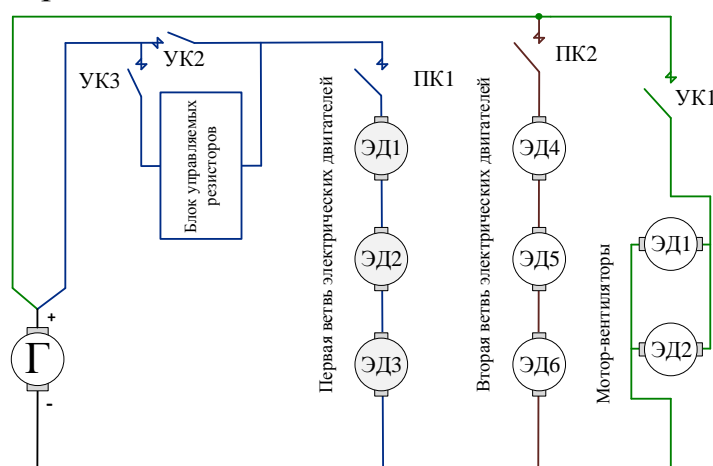 УК2
УК3
ПК1
ПК2
УК1
Блок управляемых
резисторов
Первая ветвь электрических двигателей
Вторая ветвь электрических двигателей
Мотор-вентиляторы
ЭД1
ЭД2
ЭД3
ЭД4
ЭД5
ЭД6
ЭД1
ЭД2
+
Г
-